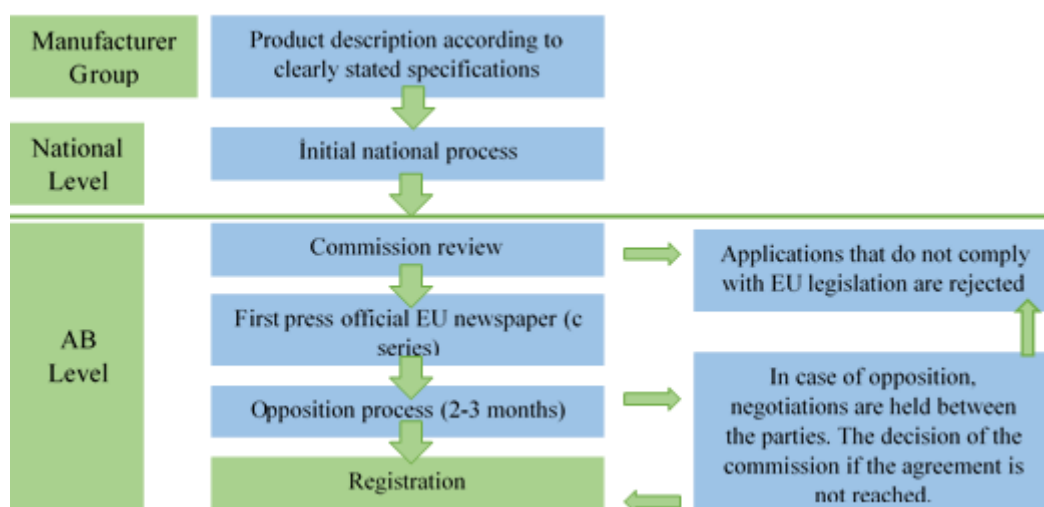 Manufacturer
Group
Product description according to
clearly stated specifications
National
Level
İnitial national process
AB
Level
Commission review
Applications that do not comply
with EU legislation are rejected
First press official EU newspaper (c
series)
Opposition process (2-3 months)
In case of opposition,
negotiations are held between
the parties. The decision of the
commission if the agreement is
not reached.
Registration